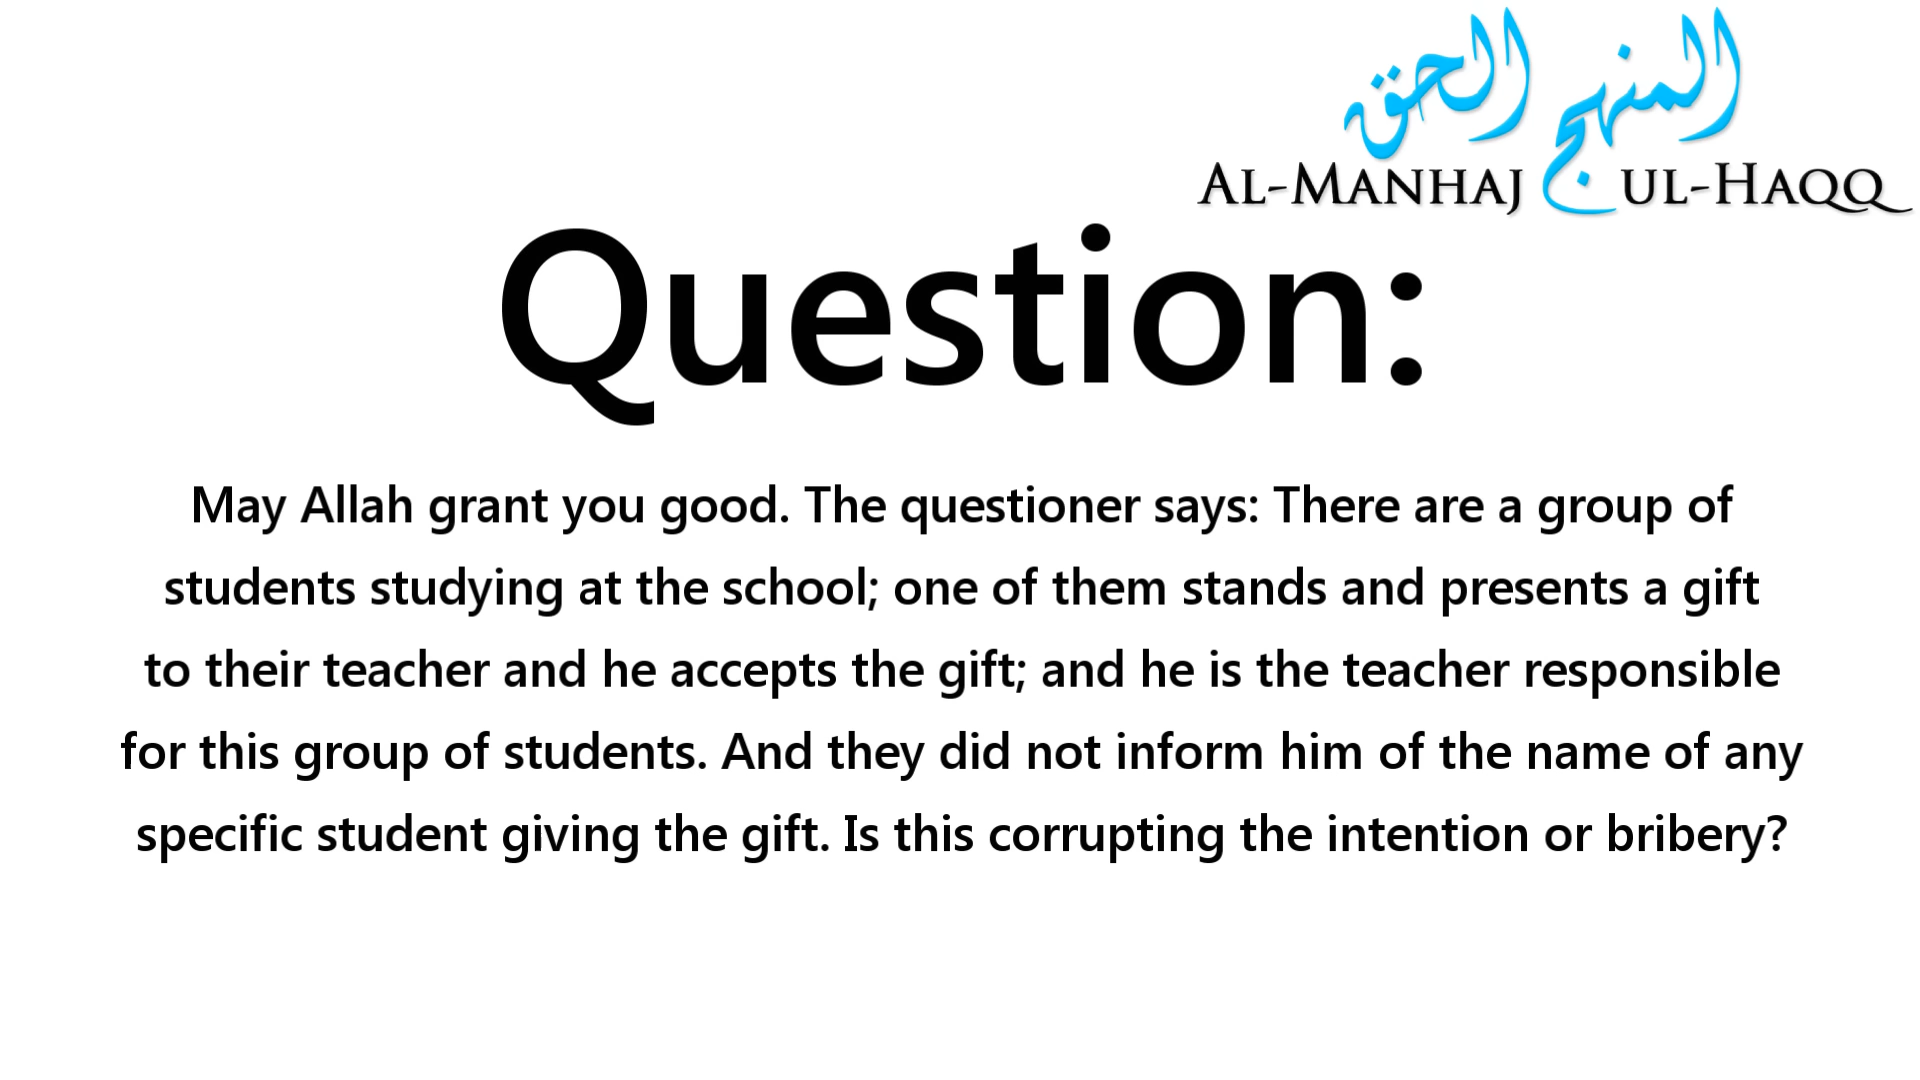 المنهج الحق
AL-MANHAJ UL-HAQQ
Question:
May Allah grant you good. The questioner says: There are a group of
students studying at the school; one of them stands and presents a gift
to their teacher and he accepts the gift; and he is the teacher responsible
for this group of students. And they did not inform him of the name of any
specific student giving the gift. Is this corrupting the intention or bribery?